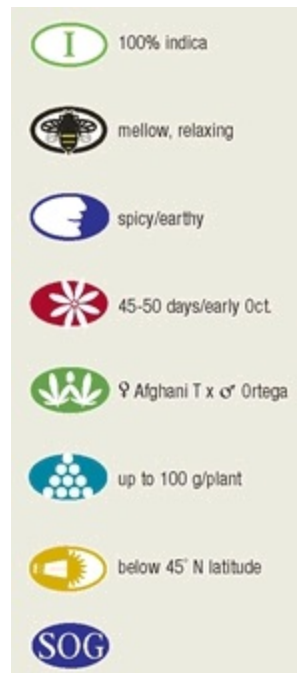 I 100% indica
mellow, relaxing
spicy/earthy
45-50 days/early Oct.
♀ Afghani T x ♂ Ortega
up to 100 g/plant
below 45° N latitude
SOG